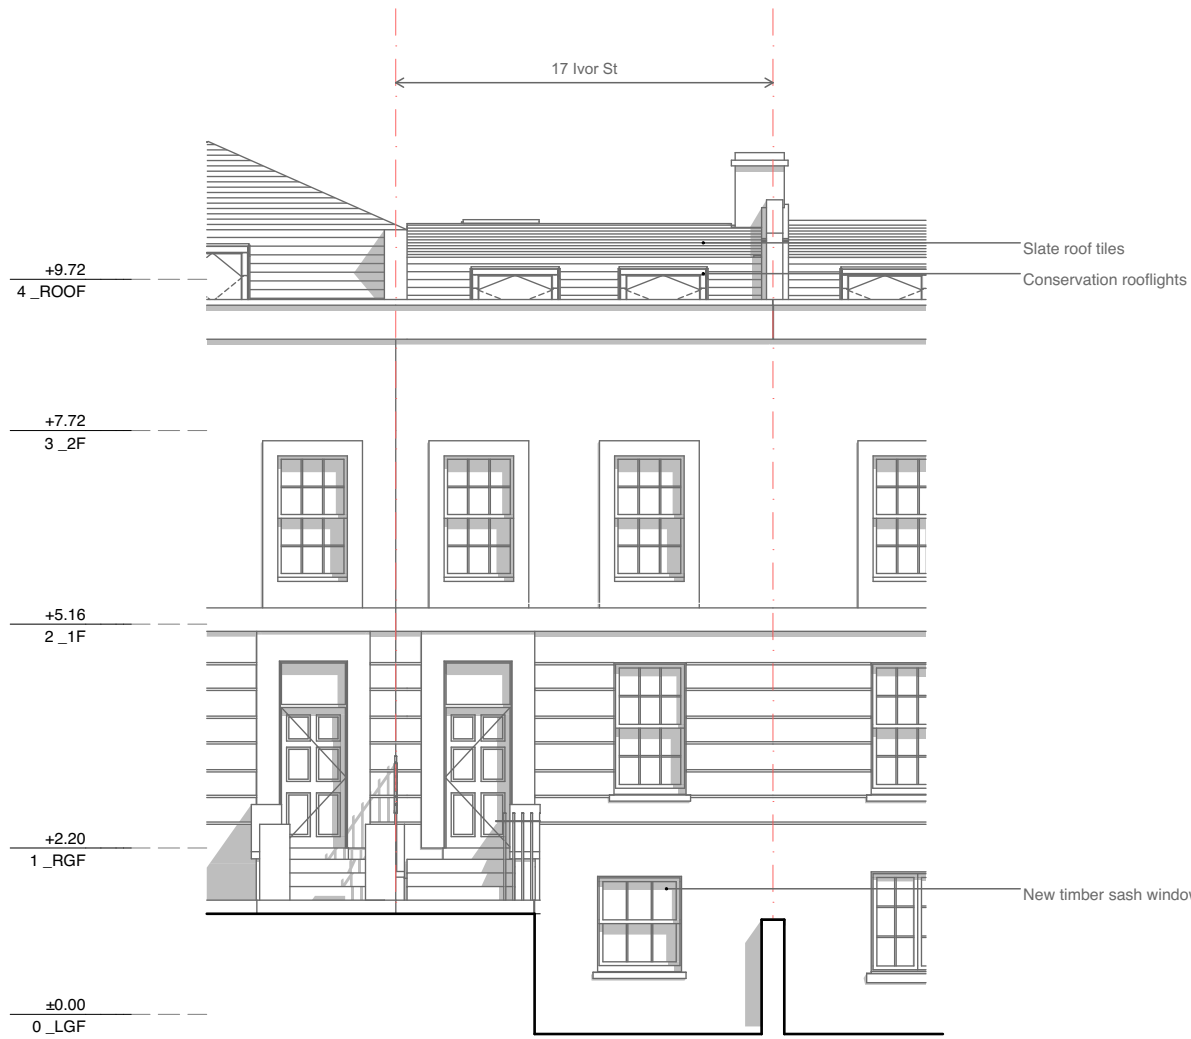 17 Ivor St
Slate roof tiles
+9.72
4 _ROOF
Conservation rooflights
+7.72
3 _2F
+5.16
2 _1F
+2.20
1 _RGF
New timber sash window
±0.00
0 _LGF